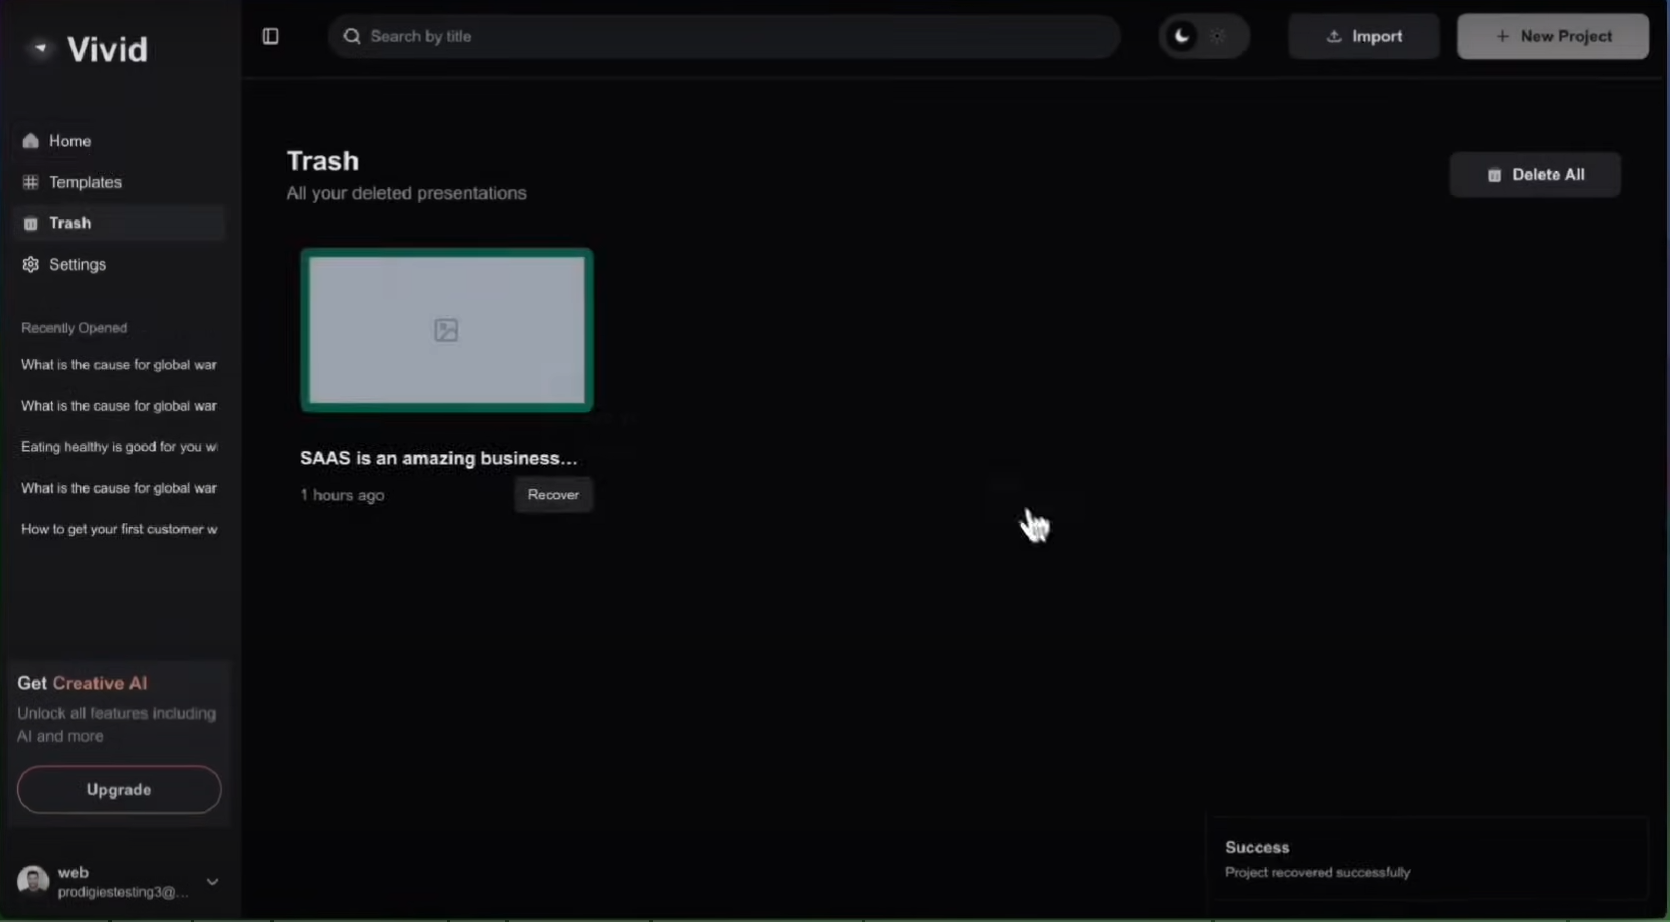 Vivid
Search by title
Import
+ New Project
Home
Templates
Trash
Settings
Recently Opened
What is the cause for global war
What is the cause for global war
Eating healthy is good for you w
What is the cause for global war
How to get your first customer w
Get Creative AI
Unlock all features including
AI and more
Upgrade
web
prodigiestesting3@...
Trash
All your deleted presentations
Delete All
SAAS is an amazing business...
1 hours ago
Recover
Success
Project recovered successfully